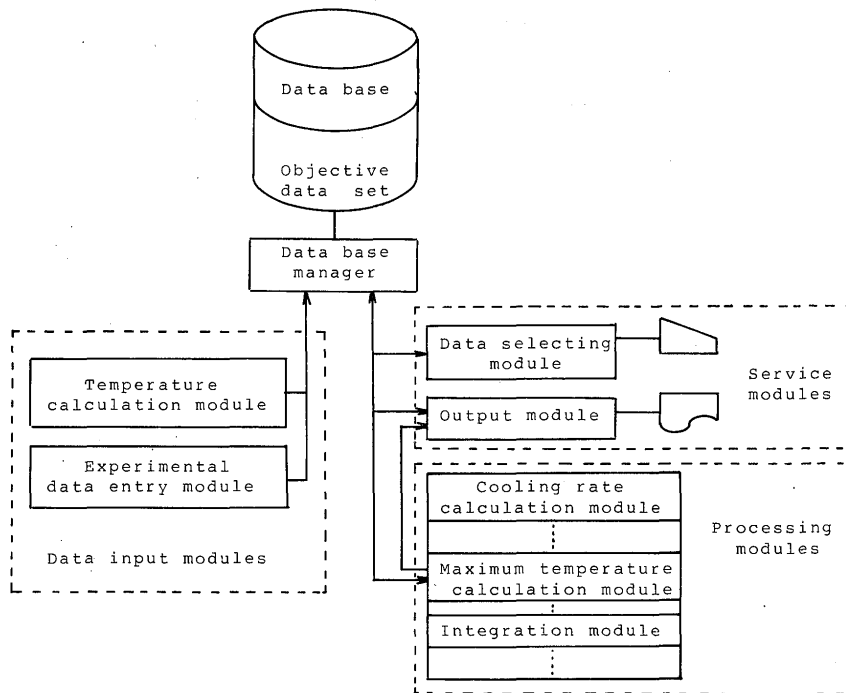 Data base
Objective
data set
Data base
manager
Temperature
calculation module
Experimental
data entry module
Data input modules
Data selecting
module
Output module
Service
modules
Cooling rate
calculation module
Maximum temperature
calculation module
Integration module
Processing
modules